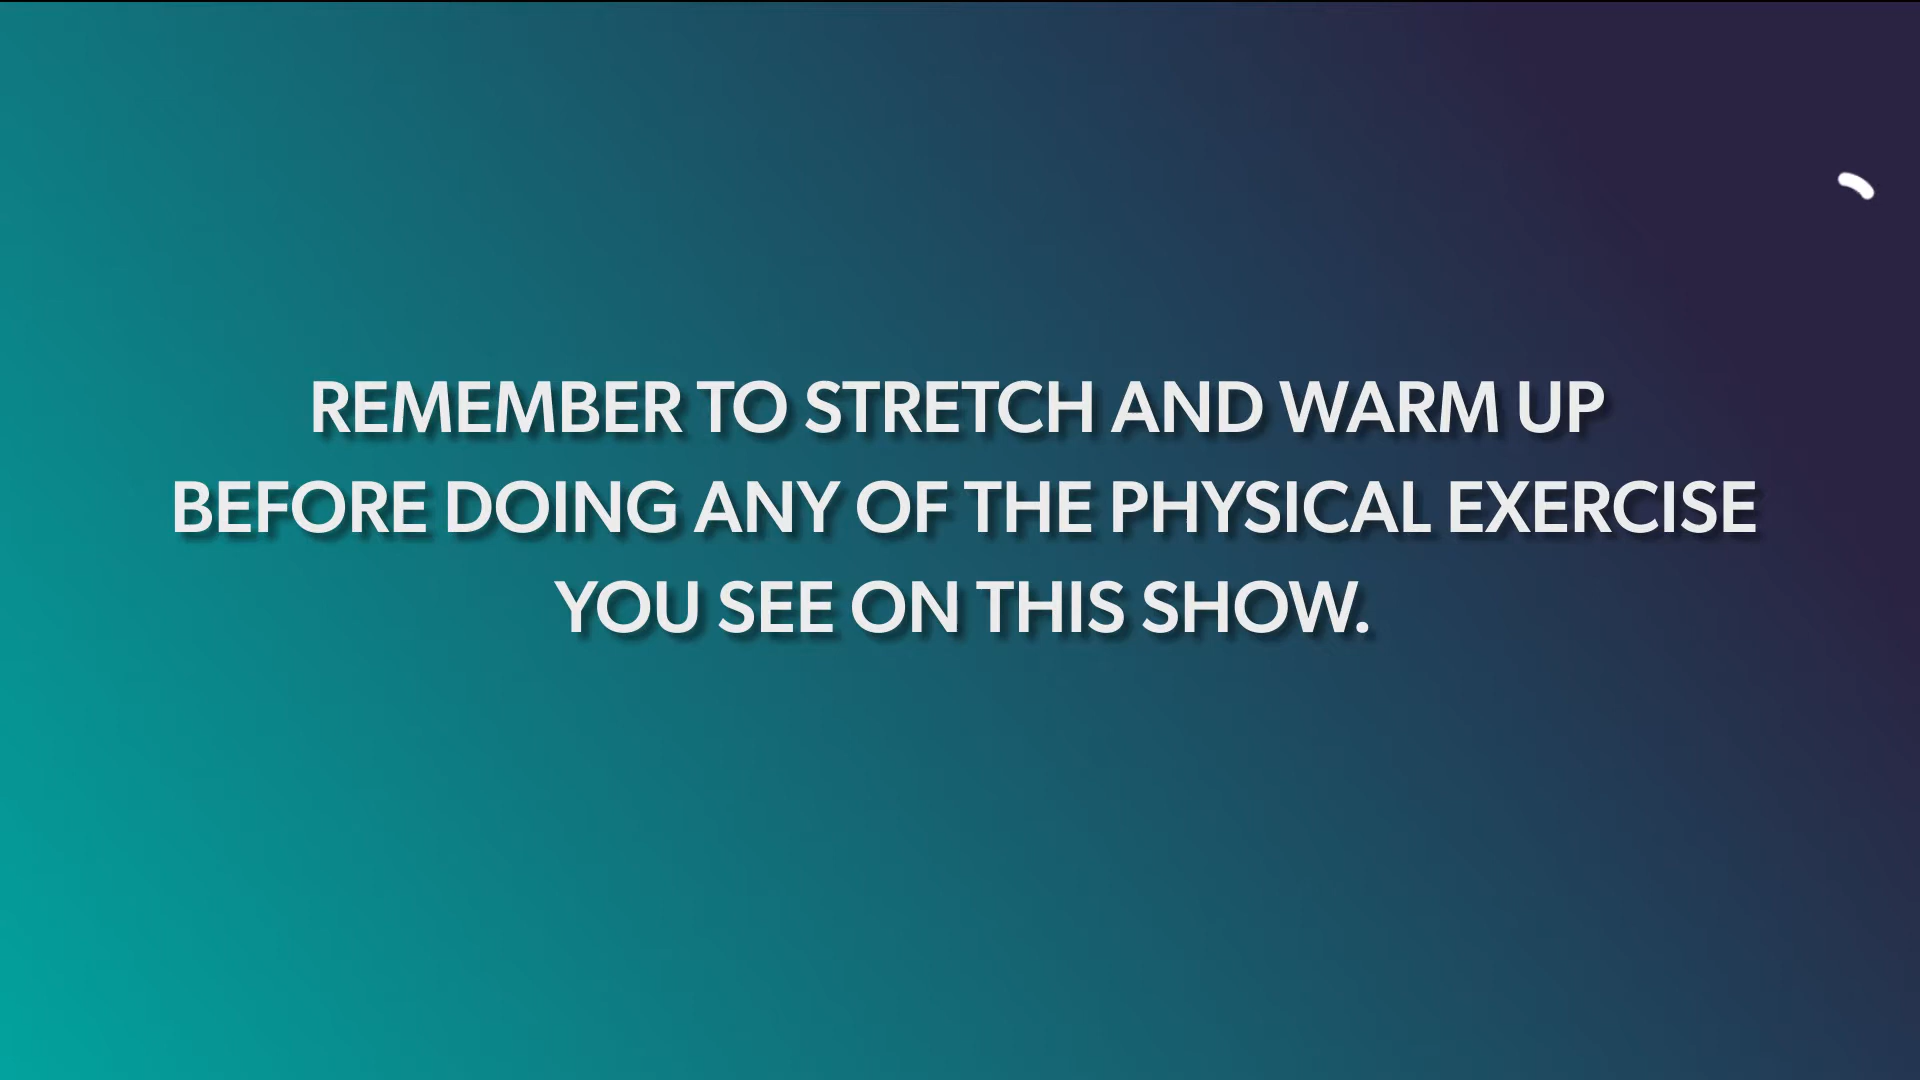 REMEMBER TO STRETCH AND WARM UP
BEFORE DOING ANY OF THE PHYSICAL EXERCISE
YOU SEE ON THIS SHOW.